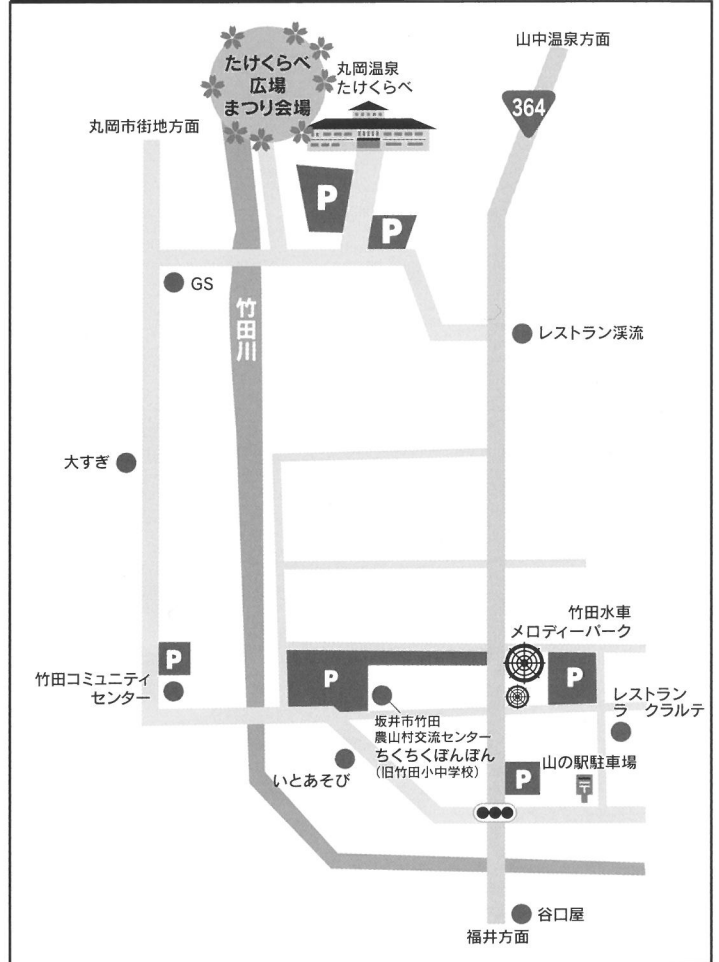 山中温泉方面
たけくらべ
広場
まつり会場
丸岡温泉
たけくらべ
364
丸岡市街地方面
P
P
GS
竹田川
レストラン渓流
大すぎ
竹田水車
メロディーパーク
P
竹田コミュニティ
センター
P
P
レストラン
ラ クラルテ
坂井市竹田
農山村交流センター
ちくちくぼんぼん
(旧竹田小中学校)
いとあそび
P
山の駅駐車場
〒
谷口屋
福井方面